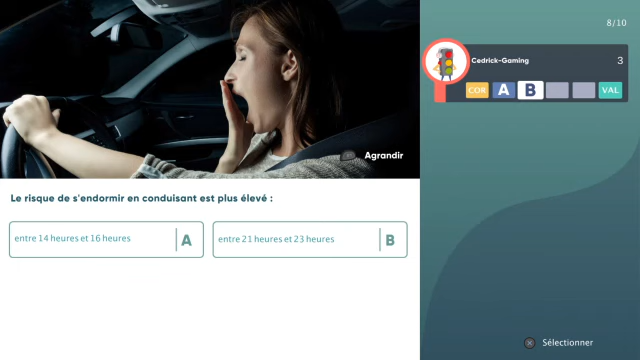 8/10
Cedrick-Gaming 3
COR A B VAL
Agrandir
Le risque de s'endormir en conduisant est plus élevé :
entre 14 heures et 16 heures A
entre 21 heures et 23 heures B
Sélectionner